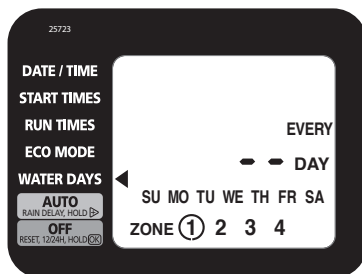 25723
DATE / TIME
START TIMES
RUN TIMES
ECO MODE
WATER DAYS
AUTO
RAIN DELAY, HOLD
OFF
RESET, 12/24H, HOLD OK
EVERY
-- DAY
SU MO TU WE TH FR SA
ZONE 1 2 3 4